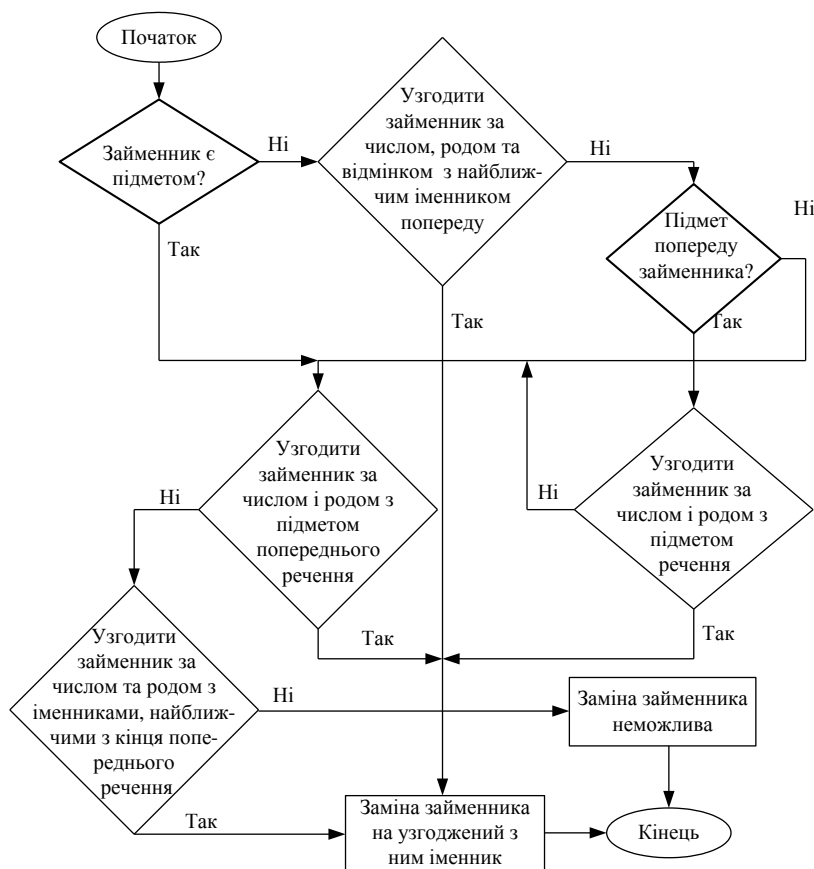 Початок
Займенник є
підметом?
Ні
Так
Узгодити
займенник за
числом, родом та
відмінком з найближ-
чим іменником
попереду
Ні
Так
Підмет
попереду
займенника?
Ні
Так
Узгодити
займенник за
числом і родом з
підметом
попереднього
речення
Ні
Так
Узгодити
займенник за
числом і родом з
підметом
речення
Ні
Так
Узгодити
займенник за
числом та родом з
іменниками, найближ-
чими з кінця попе-
реднього
речення
Ні
Так
Заміна займенника
неможлива
Заміна займенника
на узгоджений з
ним іменник
Кінець